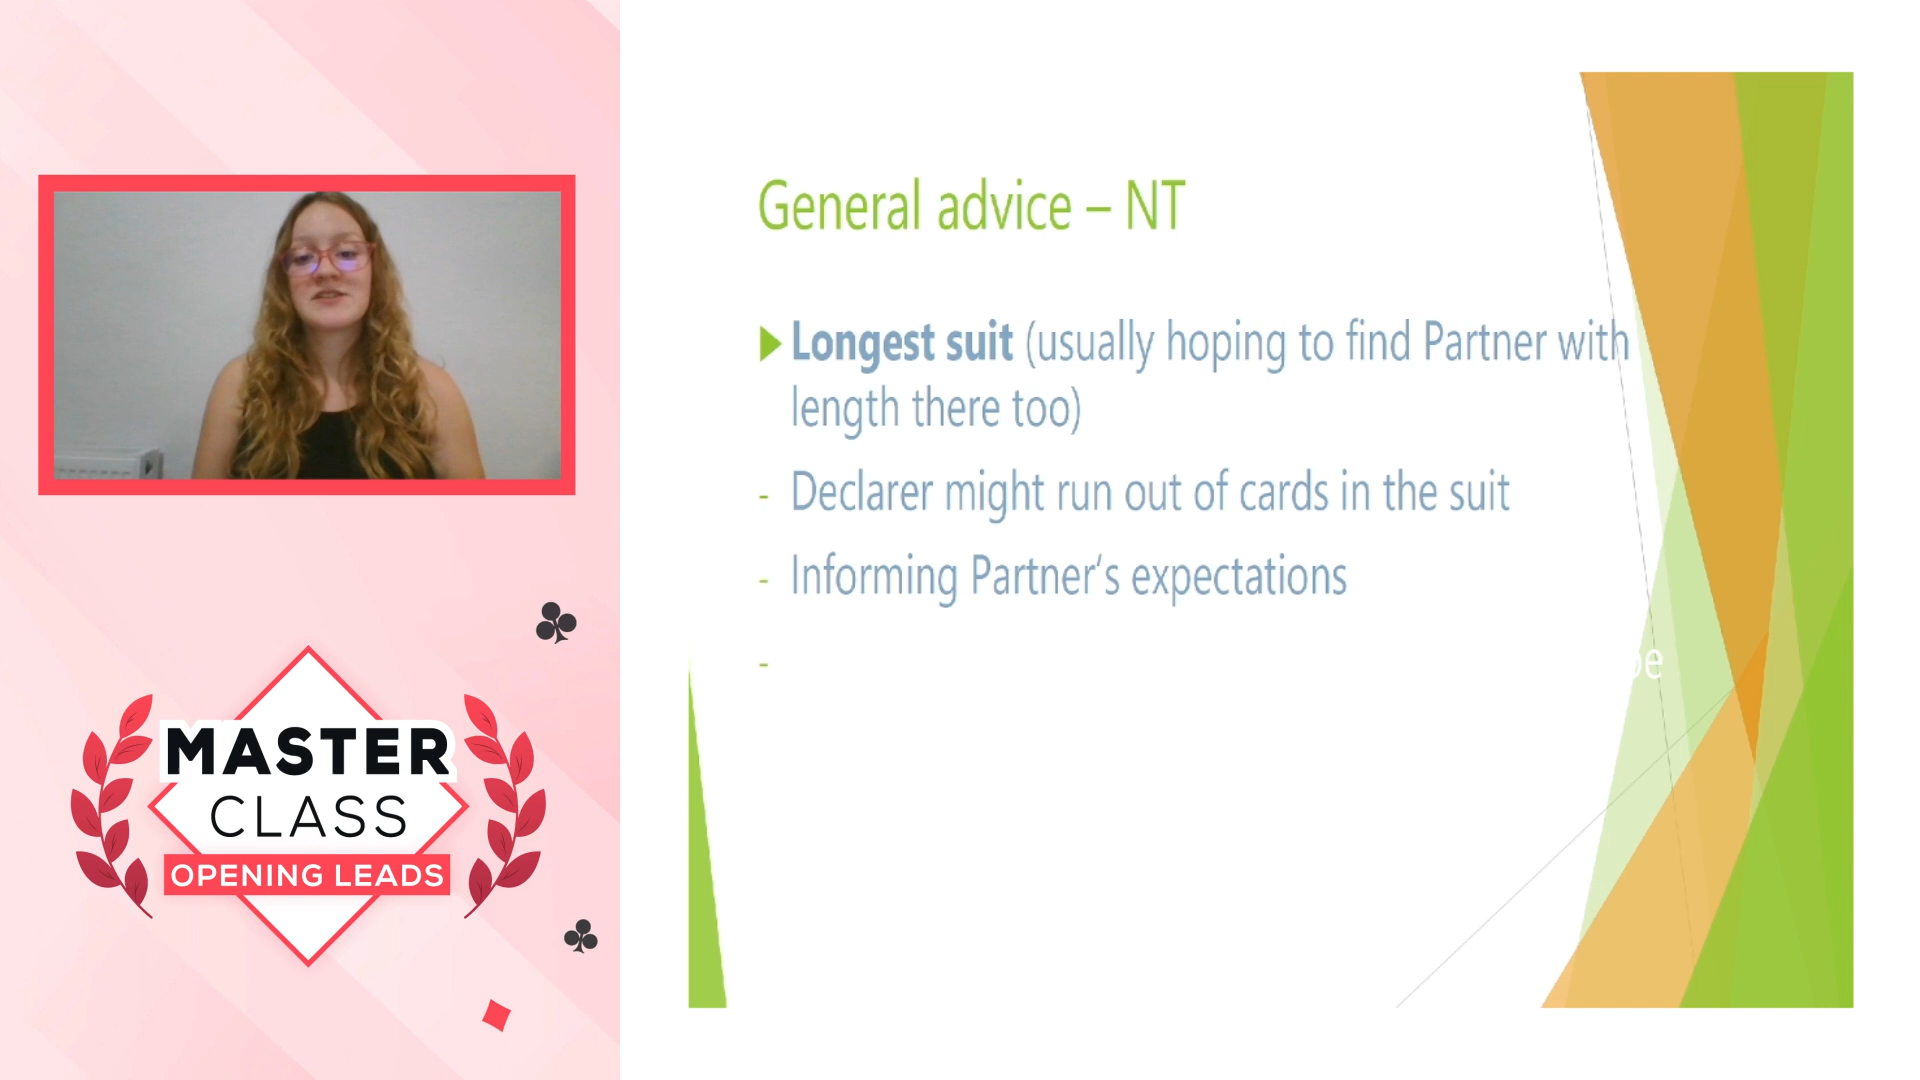 MASTER
CLASS
OPENING LEADS
General advice – NT
Longest suit (usually hoping to find Partner with
length there too)
- Declarer might run out of cards in the suit
- Informing Partner's expectations
-